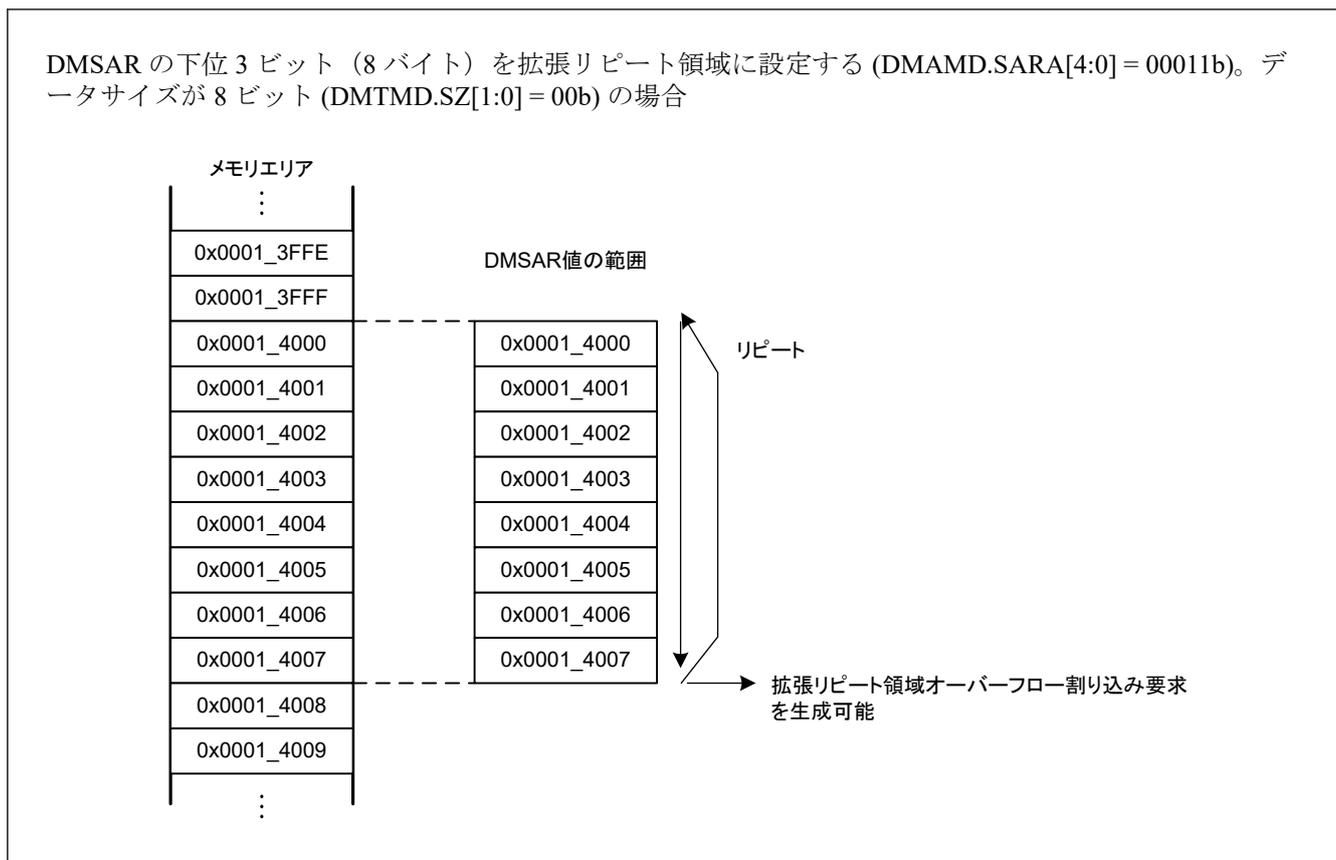 DMSAR の下位 3 ビット（8 バイト）を拡張リピート領域に設定する (DMAMD.SARA[4:0] = 00011b)。デ
ータサイズが 8 ビット (DMTMD.SZ[1:0] = 00b) の場合
メモリエリア
⋮
0x0001_3FFE
0x0001_3FFF
0x0001_4000
0x0001_4001
0x0001_4002
0x0001_4003
0x0001_4004
0x0001_4005
0x0001_4006
0x0001_4007
0x0001_4008
0x0001_4009
⋮
DMSAR値の範囲
0x0001_4000
0x0001_4001
0x0001_4002
0x0001_4003
0x0001_4004
0x0001_4005
0x0001_4006
0x0001_4007
リピート
拡張リピート領域オーバーフロー割り込み要求
を生成可能